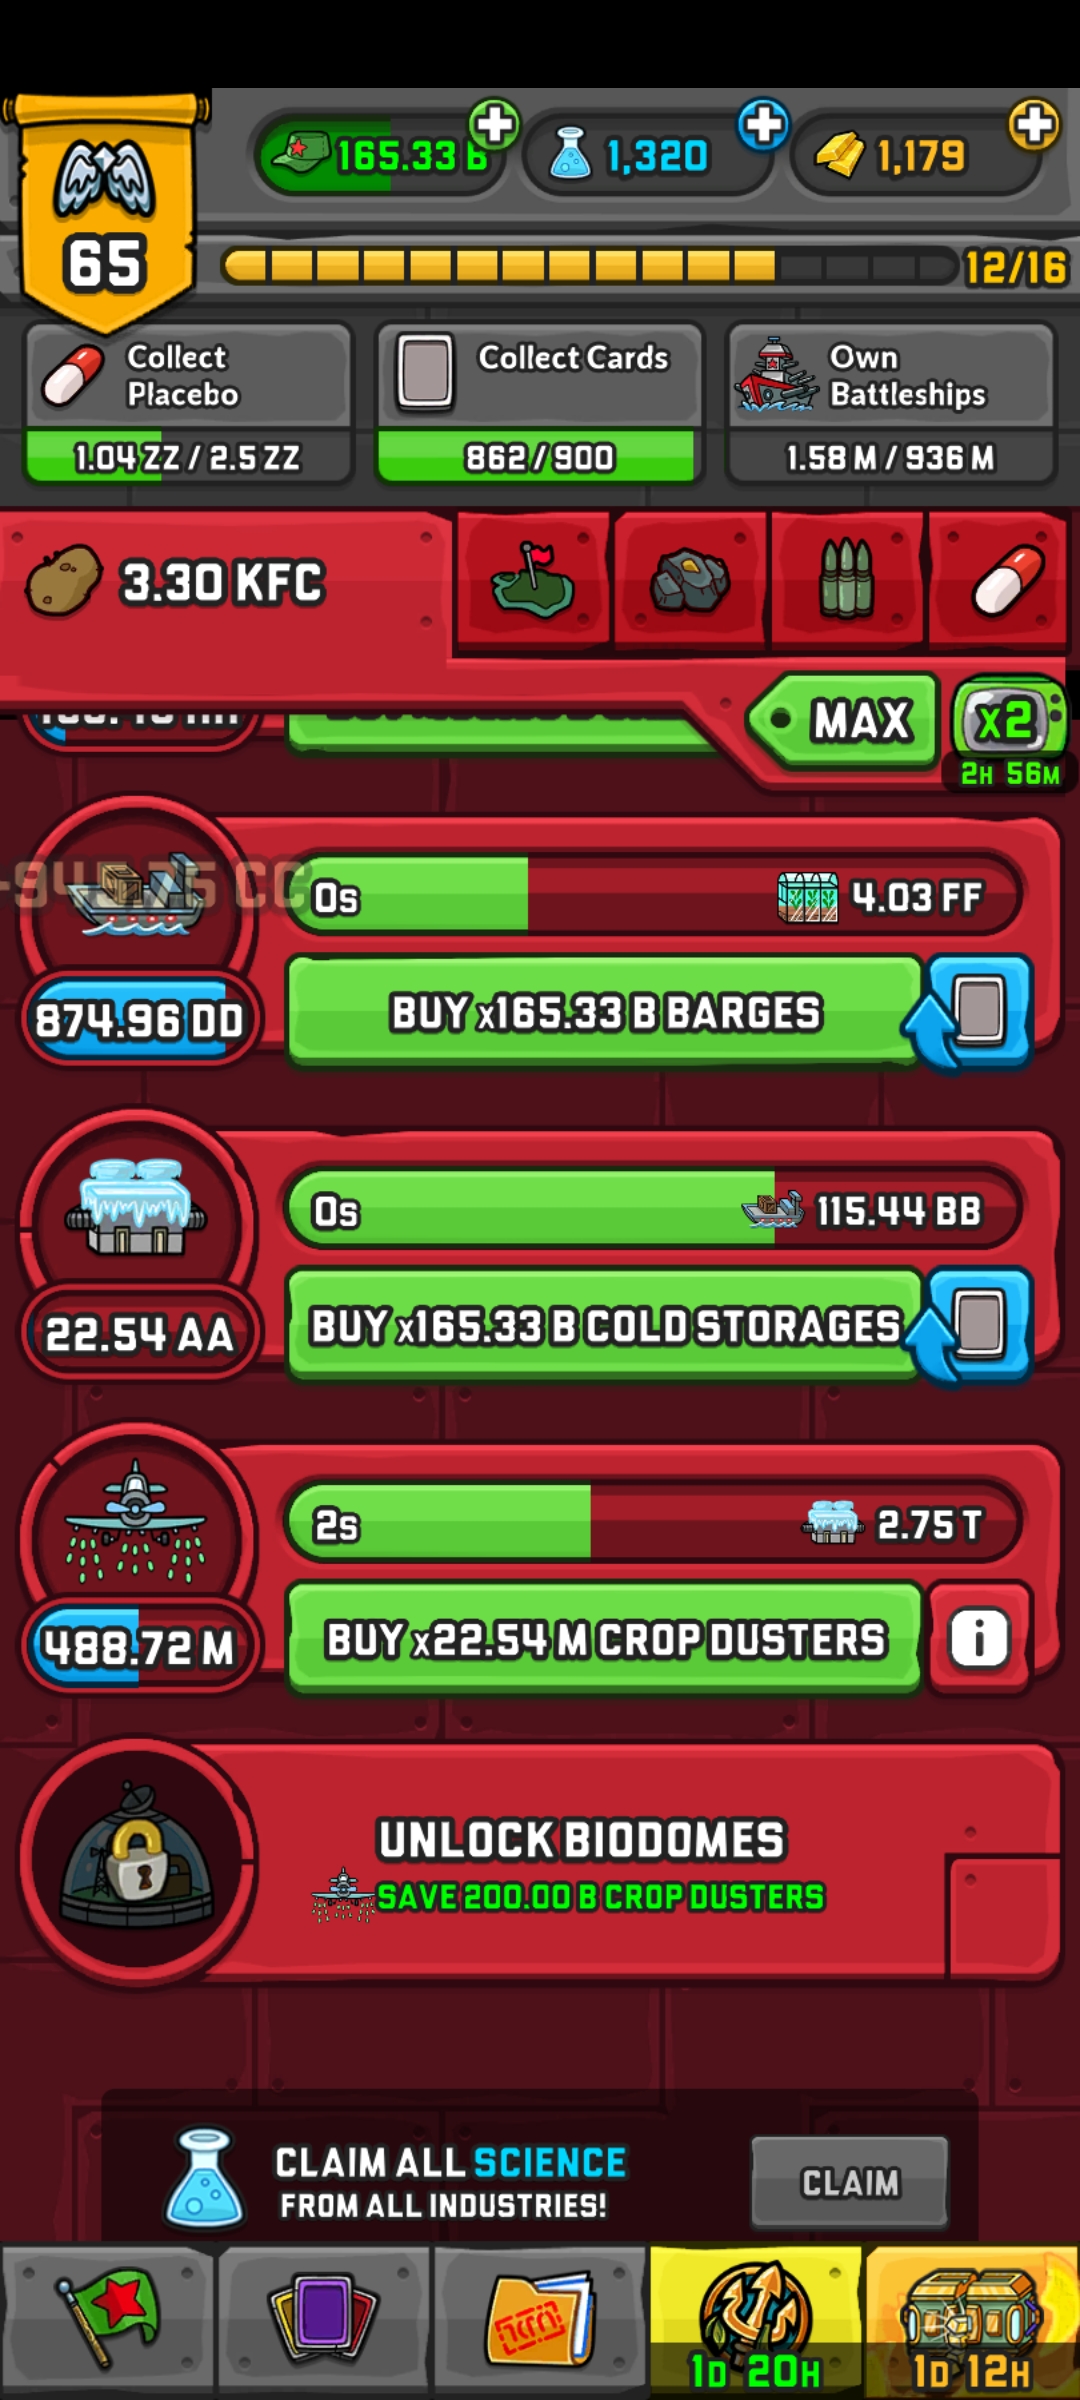 165.33 B
1,320
1,179
65
12/16
Collect
Placebo
1.04 ZZ / 2.5 ZZ
Collect Cards
862/900
Own
Battleships
1.58 M / 936 M
3.30 KFC
MAX
x2
2H 56M
0s
4.03 FF
874.96 DD
BUY x165.33 B BARGES
0s
115.44 BB
22.54 AA
BUY x165.33 B COLD STORAGES
2s
2.75 T
488.72 M
BUY x22.54 M CROP DUSTERS
i
UNLOCK BIODOMES
SAVE 200.00 B CROP DUSTERS
CLAIM ALL SCIENCE
FROM ALL INDUSTRIES!
CLAIM
1D 20H
1D 12H